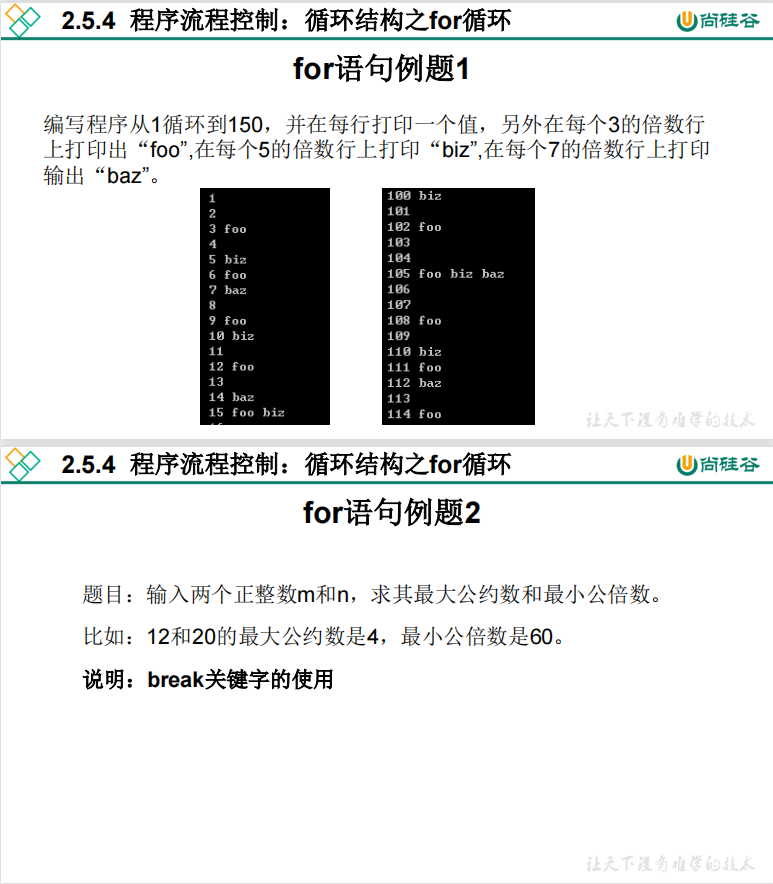 2.5.4 程序流程控制：循环结构之for循环
尚硅谷
for语句例题1
编写程序从1循环到150，并在每行打印一个值，另外在每个3的倍数行
上打印出“foo”,在每个5的倍数行上打印“biz”,在每个7的倍数行上打印
输出“baz”。
1
2
3 foo
4
5 biz
6 foo
7 baz
8
9 foo
10 biz
11
12 foo
13
14 baz
15 foo biz
100 biz
101
102 foo
103
104
105 foo biz baz
106
107
108 foo
109
110 biz
111 foo
112 baz
113
114 foo
让天下没有难学的技术
2.5.4 程序流程控制：循环结构之for循环
尚硅谷
for语句例题2
题目：输入两个正整数m和n，求其最大公约数和最小公倍数。
比如：12和20的最大公约数是4，最小公倍数是60。
说明：break关键字的使用
让天下没有难学的技术